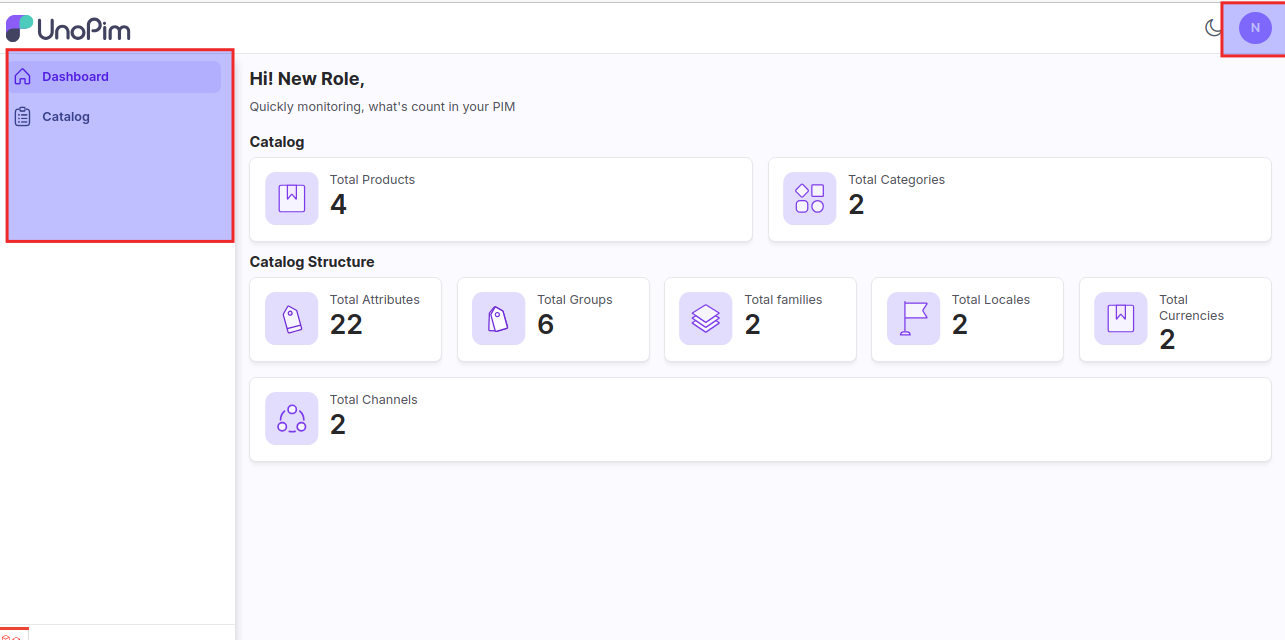 UnoPim
N
Dashboard
Catalog
Hi! New Role,
Quickly monitoring, what's count in your PIM
Catalog
Total Products
4
Total Categories
2
Catalog Structure
Total Attributes
22
Total Groups
6
Total families
2
Total Locales
2
Total
Currencies
2
Total Channels
2